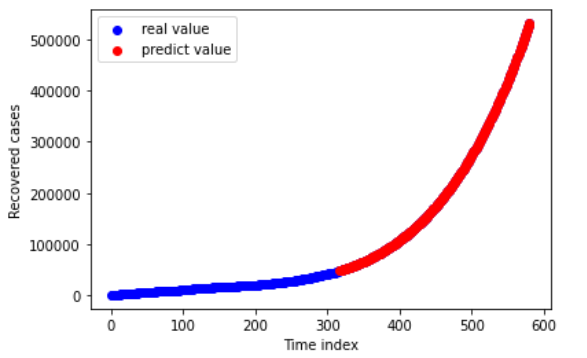 real value
predict value
500000
400000
300000
200000
100000
0
Recovered cases
0 100 200 300 400 500 600
Time index